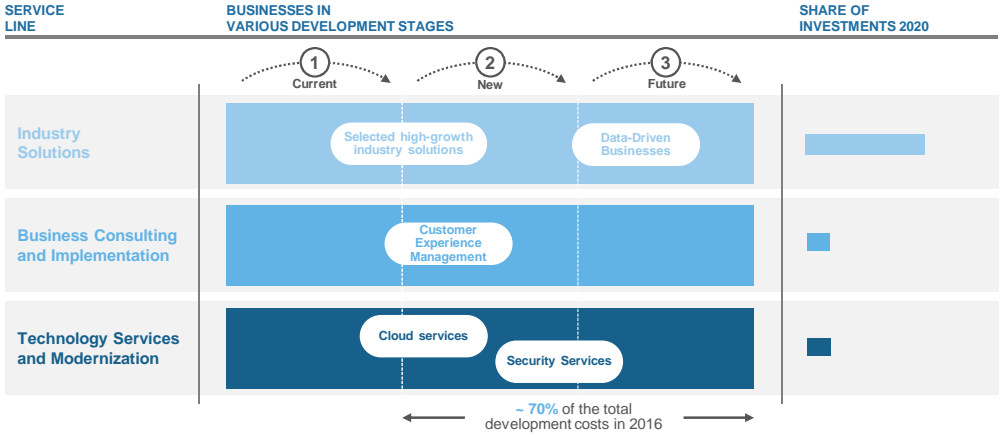 SERVICE
LINE
BUSINESSES IN
VARIOUS DEVELOPMENT STAGES
SHARE OF
INVESTMENTS 2020
1
Current
2
New
3
Future
Industry
Solutions
Selected high-growth
industry solutions
Data-Driven
Businesses
Business Consulting
and Implementation
Customer
Experience
Management
Technology Services
and Modernization
Cloud services
Security Services
~ 70% of the total
development costs in 2016